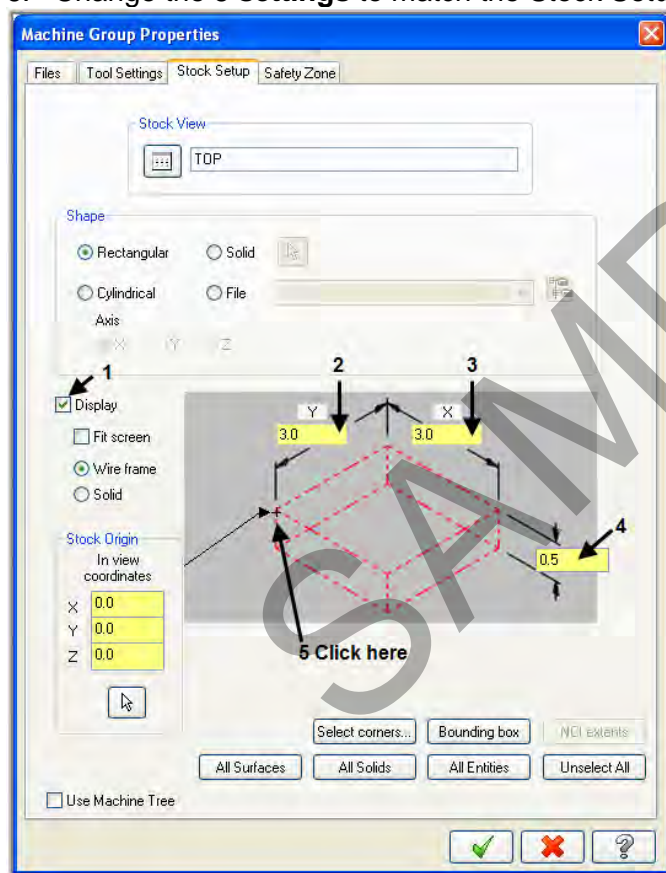 Change the 5 settings to match the Stock Setu
Machine Group Properties
Files Tool Settings Stock Setup Safety Zone
Stock View
TOP
Shape
Rectangular Solid
Cylindrical File
Axis
X Y Z
1 2 3
Display
Y X
Fit screen
3.0 3.0
Wire frame
Solid
4
Stock Origin
In view
coordinates
0.5
X 0.0
Y 0.0
Z 0.0
5 Click here
Select corners... Bounding box NCI extents
All Surfaces All Solids All Entities Unselect All
Use Machine Tree
?
SAM